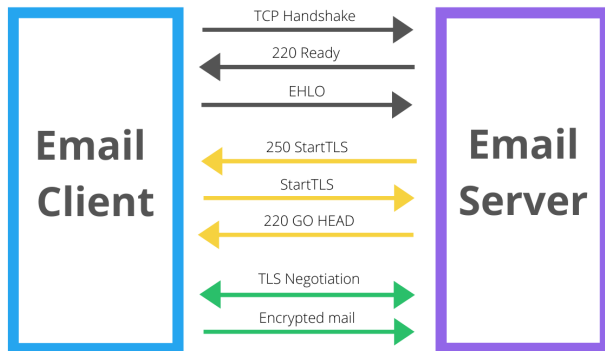 Email
Client
TCP Handshake
220 Ready
EHLO
250 StartTLS
StartTLS
220 GO HEAD
TLS Negotiation
Encrypted mail
Email
Server